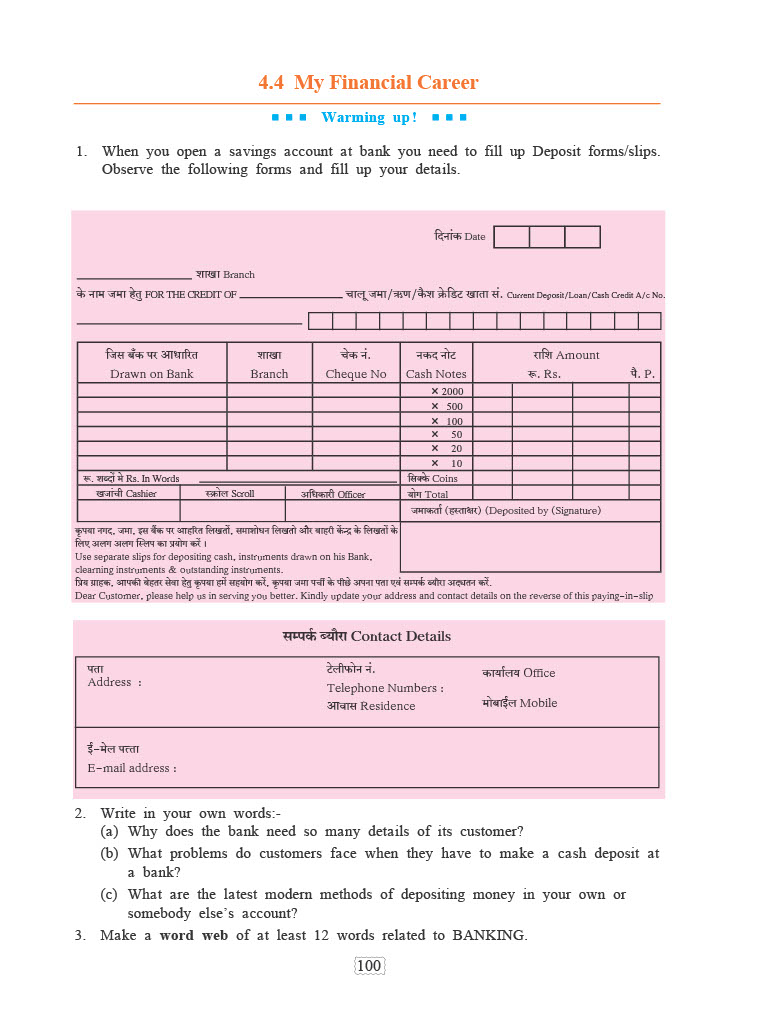 4.4 My Financial Career
Warming up!
1. When you open a savings account at bank you need to fill up Deposit forms/slips.
Observe the following forms and fill up your details.
दिनांक Date
शाखा Branch
के नाम जमा हेतु FOR THE CREDIT OF
चालू जमा/ऋण/कैश क्रेडिट खाता सं. Current Deposit/Loan/Cash Credit A/c No.
जिस बैंक पर आधारित शाखा चेक नं. नकद नोट राशि Amount
Drawn on Bank Branch Cheque No Cash Notes रू. Rs. पै. P.
× 2000
× 500
× 100
× 50
× 20
× 10
रू. शब्दों मे Rs. In Words सिक्के Coins
खजांची Cashier स्क्रोल Scroll अधिकारी Officer योग Total
जमाकर्ता (हस्ताक्षर) (Deposited by (Signature)
कृपया नगद, जमा, इस बैंक पर आहरित लिखतों, समाशोधन लिखतो और बाहरी केंन्द्र के लिखतों के
लिए अलग अलग स्लिप का प्रयोग करें ।
Use separate slips for depositing cash, instruments drawn on his Bank,
clearning instruments & outstanding instruments.
प्रिय ग्राहक, आपकी बेहतर सेवा हेतु कृपया हमें सहयोग करें, कृपया जमा पर्ची के पीछे अपना पता एवं सम्पर्क ब्यौरा अदधतन करें.
Dear Customer, please help us in serving you better. Kindly update your address and contact details on the reverse of this paying-in-slip
सम्पर्क ब्यौरा Contact Details
पता टेलीफोन नं. कार्यालय Office
Address :
Telephone Numbers :
आवास Residence मोबाईल Mobile
ई-मेल पत्ता
E-mail address :
2. Write in your own words:-
(a) Why does the bank need so many details of its customer?
(b) What problems do customers face when they have to make a cash deposit at
a bank?
(c) What are the latest modern methods of depositing money in your own or
somebody else's account?
3. Make a word web of at least 12 words related to BANKING.
100